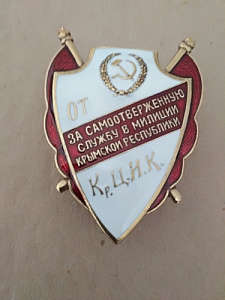 ОТ
ЗА САМООТВЕРЖЕННУЮ
СЛУЖБУ В МИЛИЦИИ
КРЫМСКОЙ РЕСПУБЛИКИ
Кр.Ц.И.К.